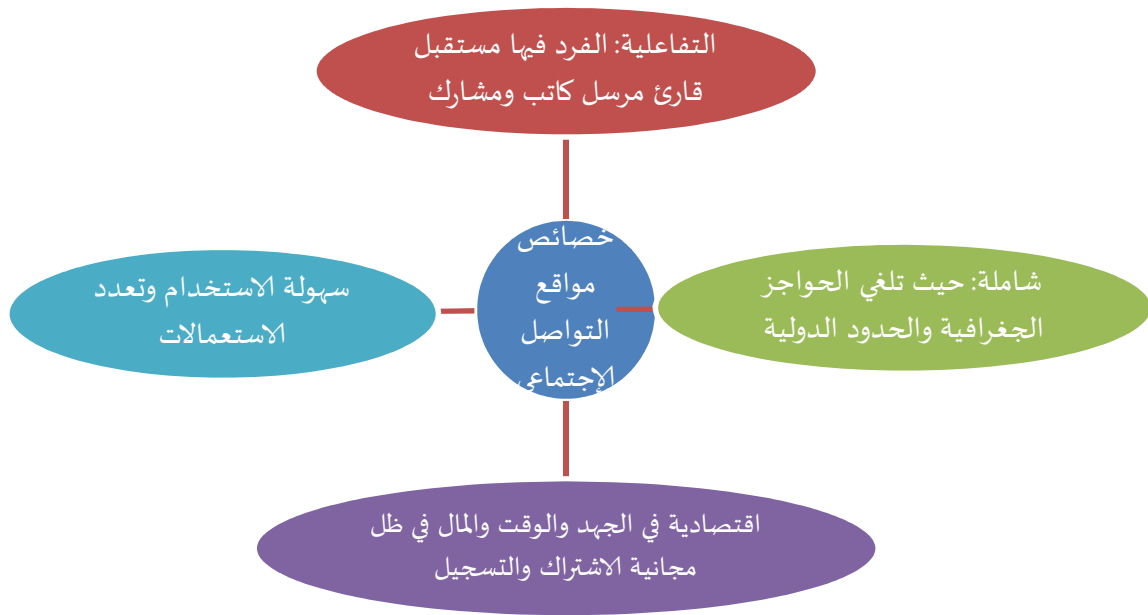 التفاعلية: الفرد فيها مستقبل
قارئ مرسل كاتب ومشارك
شاملة: حيث تلغي الحواجز
الجغرافية والحدود الدولية
خصائص
مواقع
التواصل
الإجتماعي
سهولة الاستخدام وتعدد
الاستعمالات
اقتصادية في الجهد والوقت والمال في ظل
مجانية الاشتراك والتسجيل